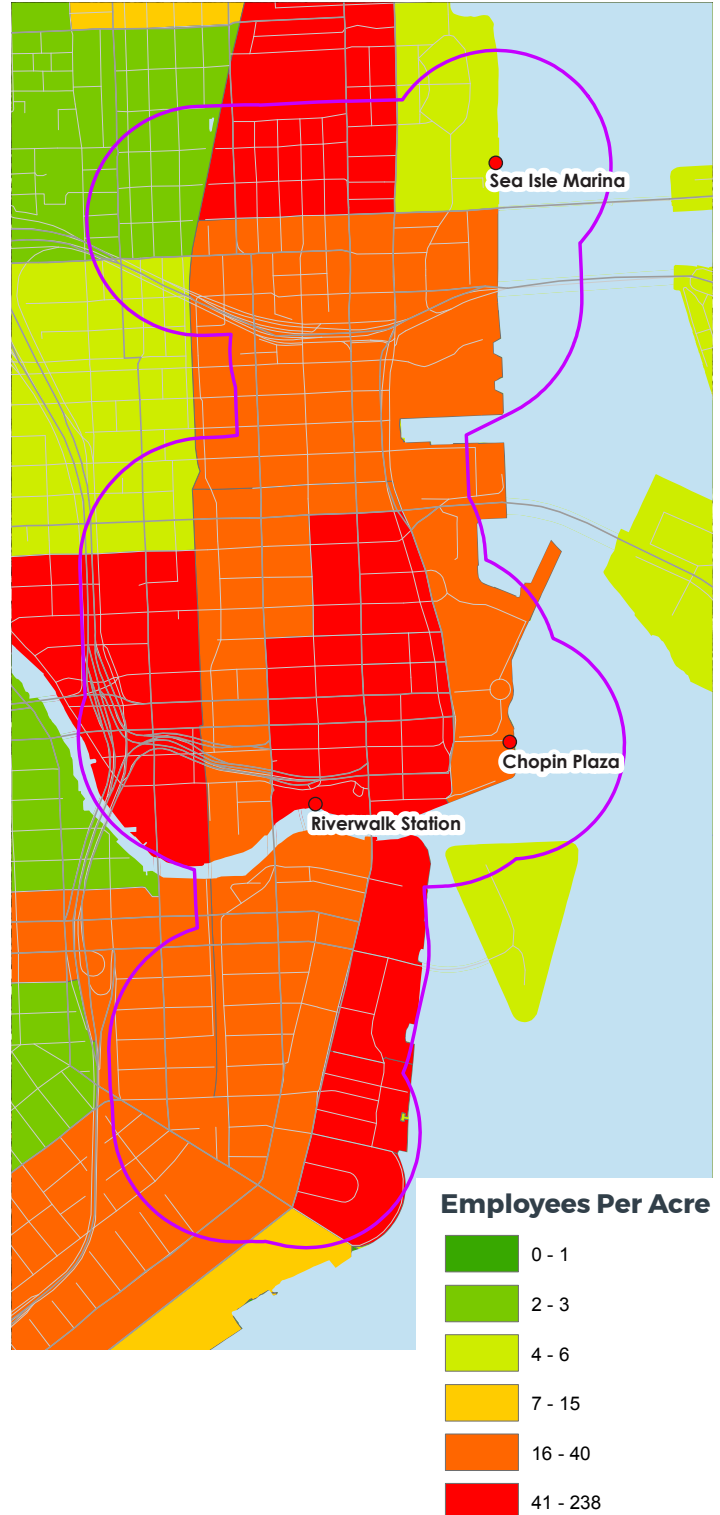 Sea Isle Marina
Chopin Plaza
Riverwalk Station
Employees Per Acre
0 - 1
2 - 3
4 - 6
7 - 15
16 - 40
41 - 238